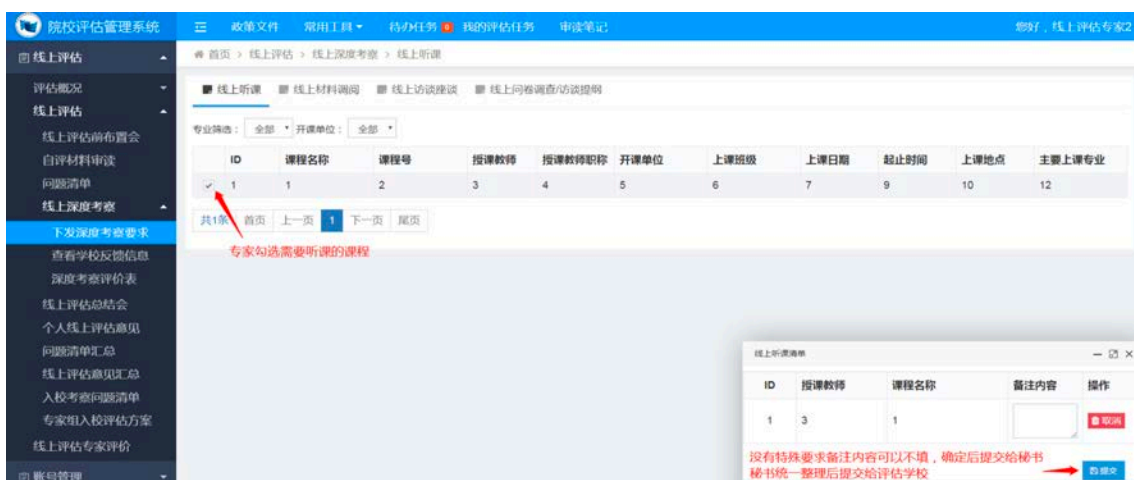 院校评估管理系统
政策文件 常用工具 待办任务 0 我的评估任务 审读笔记
您好，线上评估专家2
线上评估
首页 > 线上评估 > 线上深度考察 > 线上听课
评估概况
线上听课 线上材料调阅 线上访谈座谈 线上问卷调查/访谈提纲
线上评估
线上评估前布置会
专业筛选： 全部 开课单位： 全部
自评材料审读
ID 课程名称 课程号 授课教师 授课教师职称 开课单位 上课班级 上课日期 起止时间 上课地点 主要上课专业
问题清单
1 1 2 3 4 5 6 7 9 10 12
线上深度考察
共1条 首页 上一页 1 下一页 尾页
下发深度考察要求
专家勾选需要听课的课程
查看学校反馈信息
深度考察评价表
线上评估总结会
个人线上评估意见
问题清单汇总
线上听课清单
线上评估意见汇总
ID 授课教师 课程名称 备注内容 操作
入校考察问题清单
专家组入校评估方案
1 3 1 取消
线上评估专家评价
没有特殊要求备注内容可以不填，确定后提交给秘书
秘书统一整理后提交给评估学校
提交
账号管理